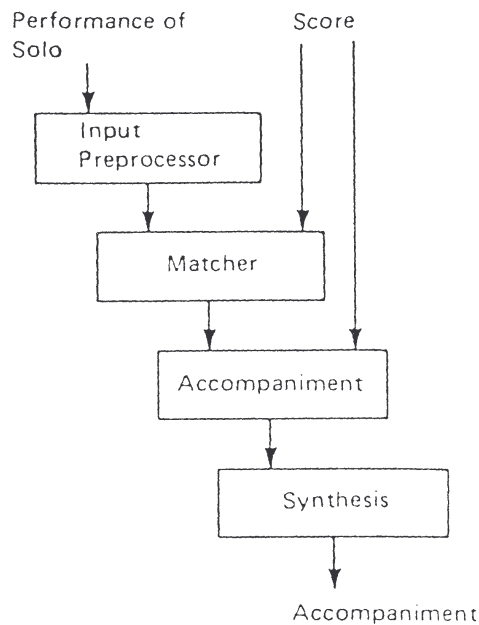 Performance of
Solo
Score
Input
Preprocessor
Matcher
Accompaniment
Synthesis
Accompaniment